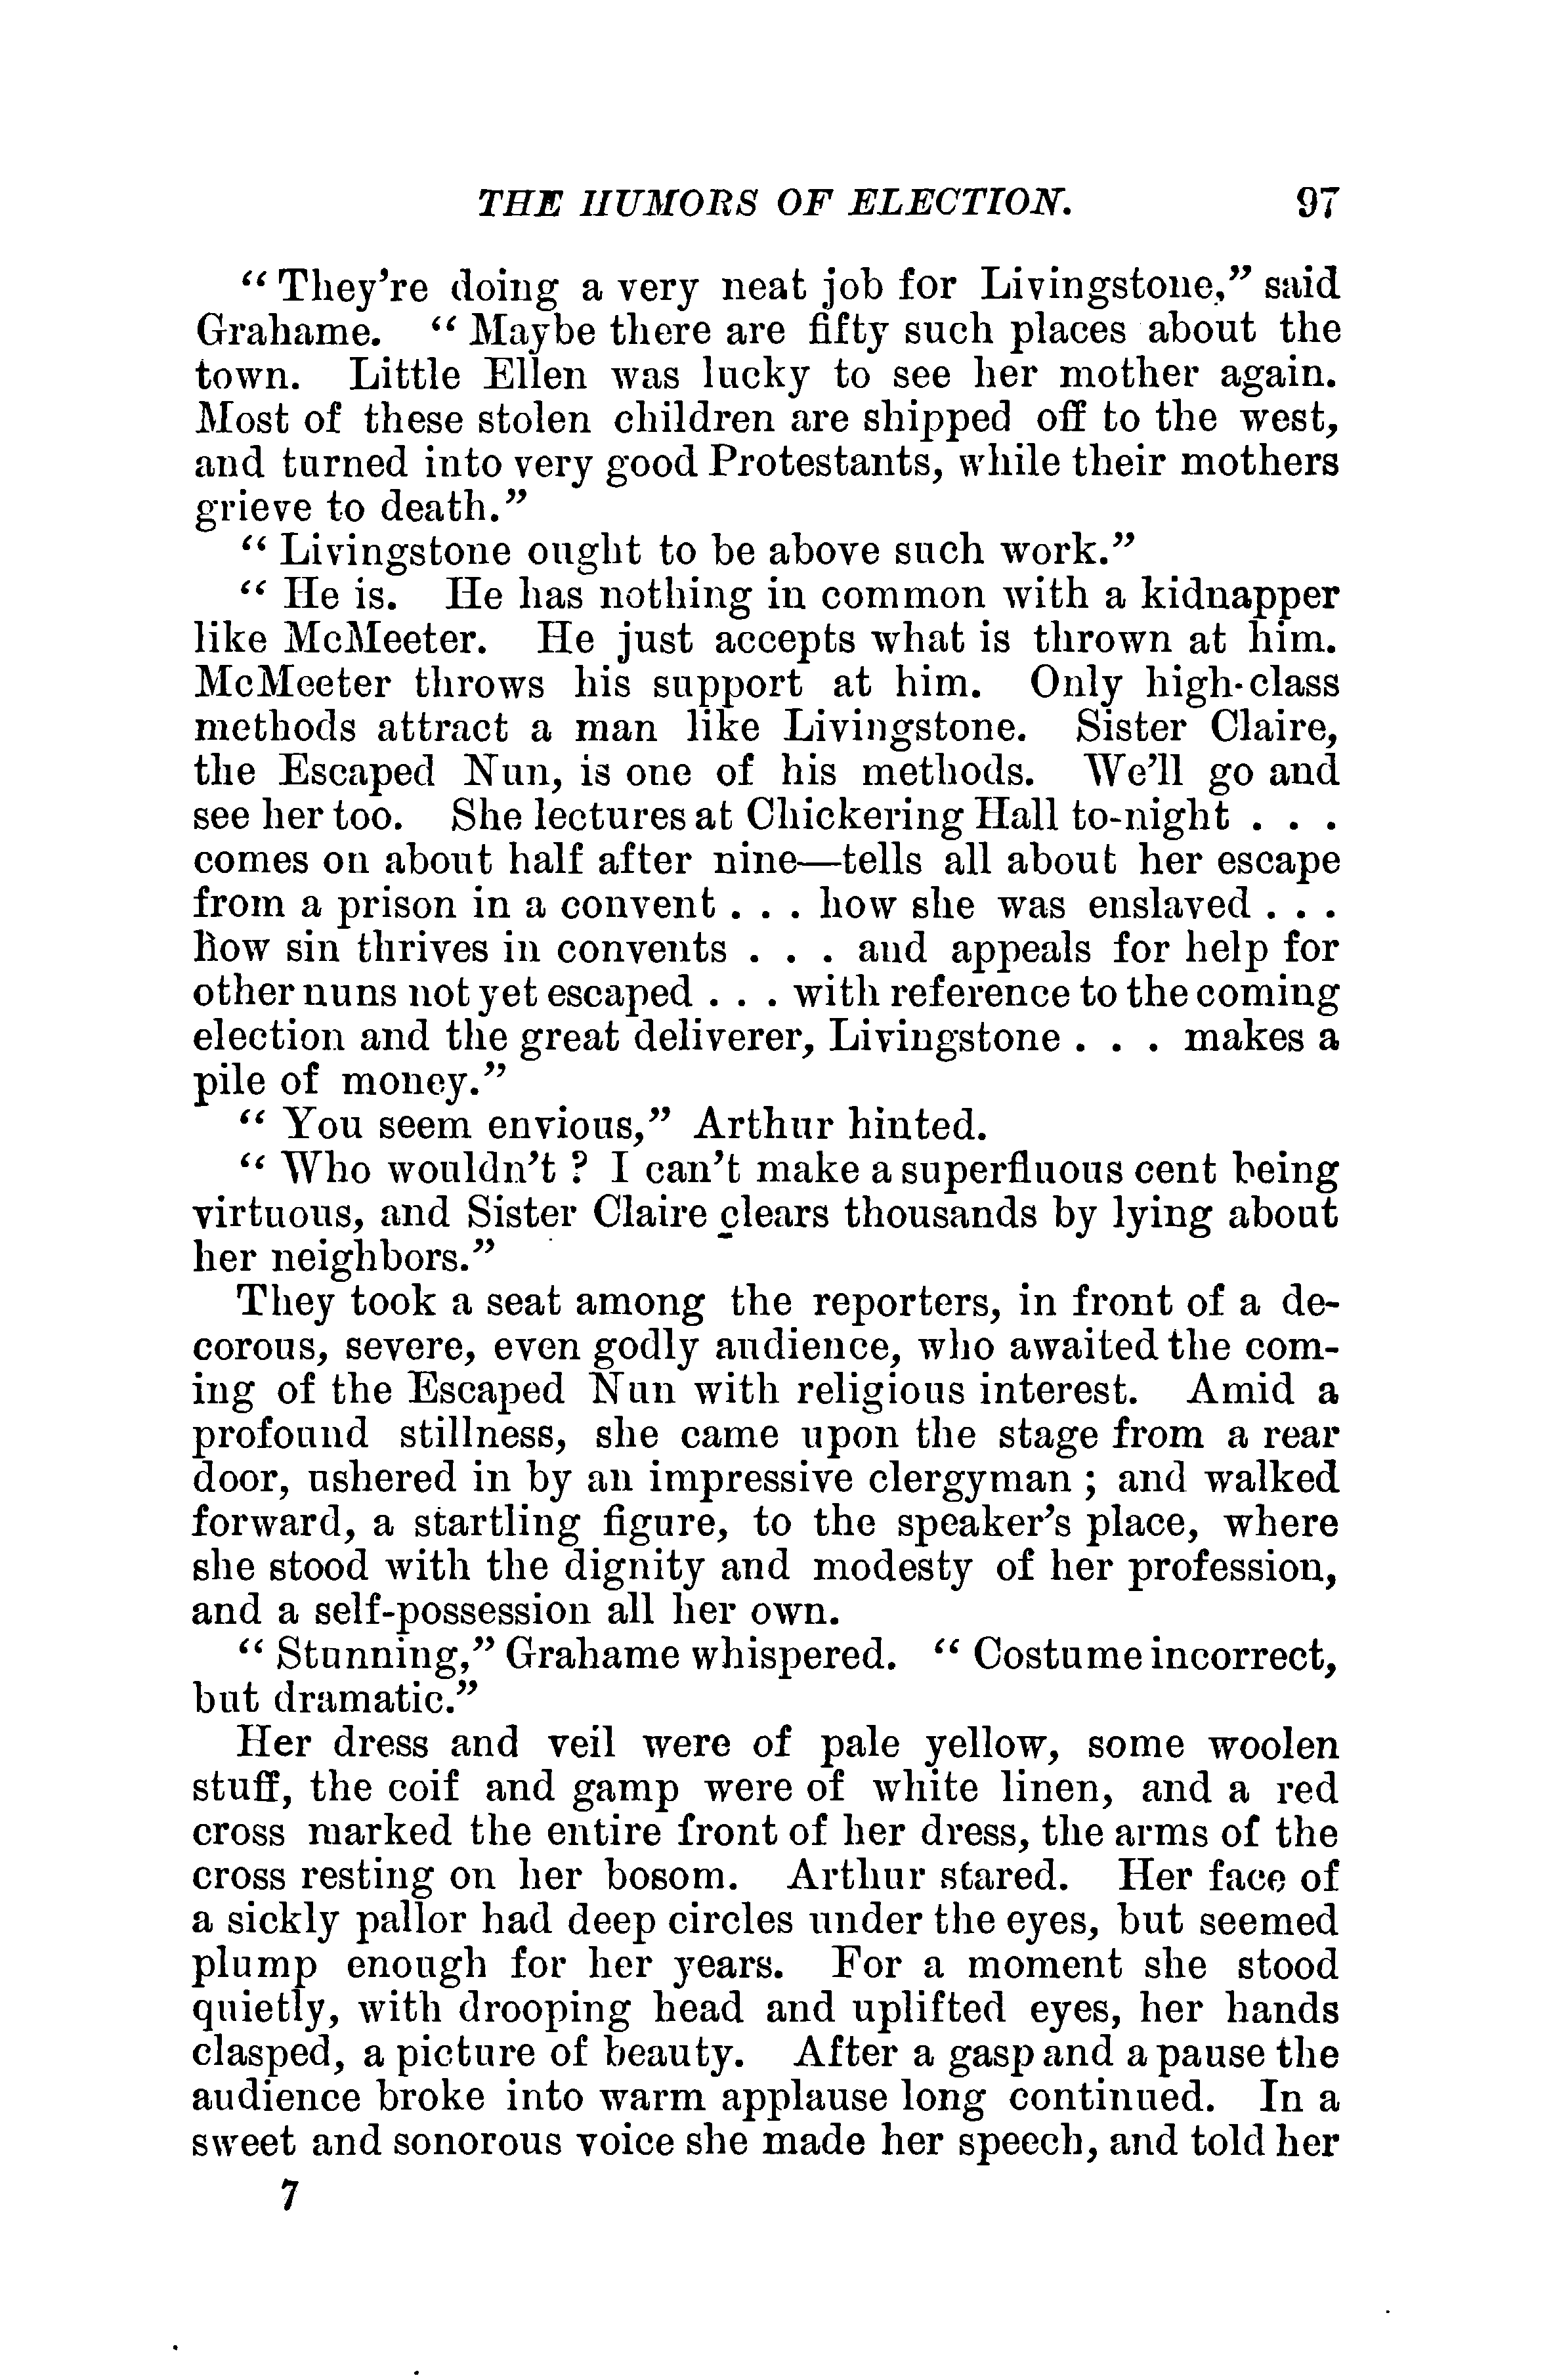 THE HUMORS OF ELECTION. 97
“They're doing a very neat job for Livingstone,” said
Grahame. “Maybe there are fifty such places about the
town. Little Ellen was lucky to see her mother again.
Most of these stolen children are shipped off to the west,
and turned into very good Protestants, while their mothers
grieve to death.”
“Livingstone ought to be above such work.”
“He is. He has nothing in common with a kidnapper
like McMeeter. He just accepts what is thrown at him.
McMeeter throws his support at him. Only high-class
methods attract a man like Livingstone. Sister Claire,
the Escaped Nun, is one of his methods. We'll go and
see her too. She lectures at Chickering Hall to-night . . .
comes on about half after nine—tells all about her escape
from a prison in a convent . . . how she was enslaved . . .
how sin thrives in convents . . . and appeals for help for
other nuns not yet escaped . . . with reference to the coming
election and the great deliverer, Livingstone . . . makes a
pile of money.”
“You seem envious,” Arthur hinted.
“Who wouldn't? I can't make a superfluous cent being
virtuous, and Sister Claire clears thousands by lying about
her neighbors.”
They took a seat among the reporters, in front of a de-
corous, severe, even godly audience, who awaited the com-
ing of the Escaped Nun with religious interest. Amid a
profound stillness, she came upon the stage from a rear
door, ushered in by an impressive clergyman; and walked
forward, a startling figure, to the speaker's place, where
she stood with the dignity and modesty of her profession,
and a self-possession all her own.
“Stunning,” Grahame whispered. “Costume incorrect,
but dramatic.”
Her dress and veil were of pale yellow, some woolen
stuff, the coif and gamp were of white linen, and a red
cross marked the entire front of her dress, the arms of the
cross resting on her bosom. Arthur stared. Her face of
a sickly pallor had deep circles under the eyes, but seemed
plump enough for her years. For a moment she stood
quietly, with drooping head and uplifted eyes, her hands
clasped, a picture of beauty. After a gasp and a pause the
audience broke into warm applause long continued. In a
sweet and sonorous voice she made her speech, and told her
7